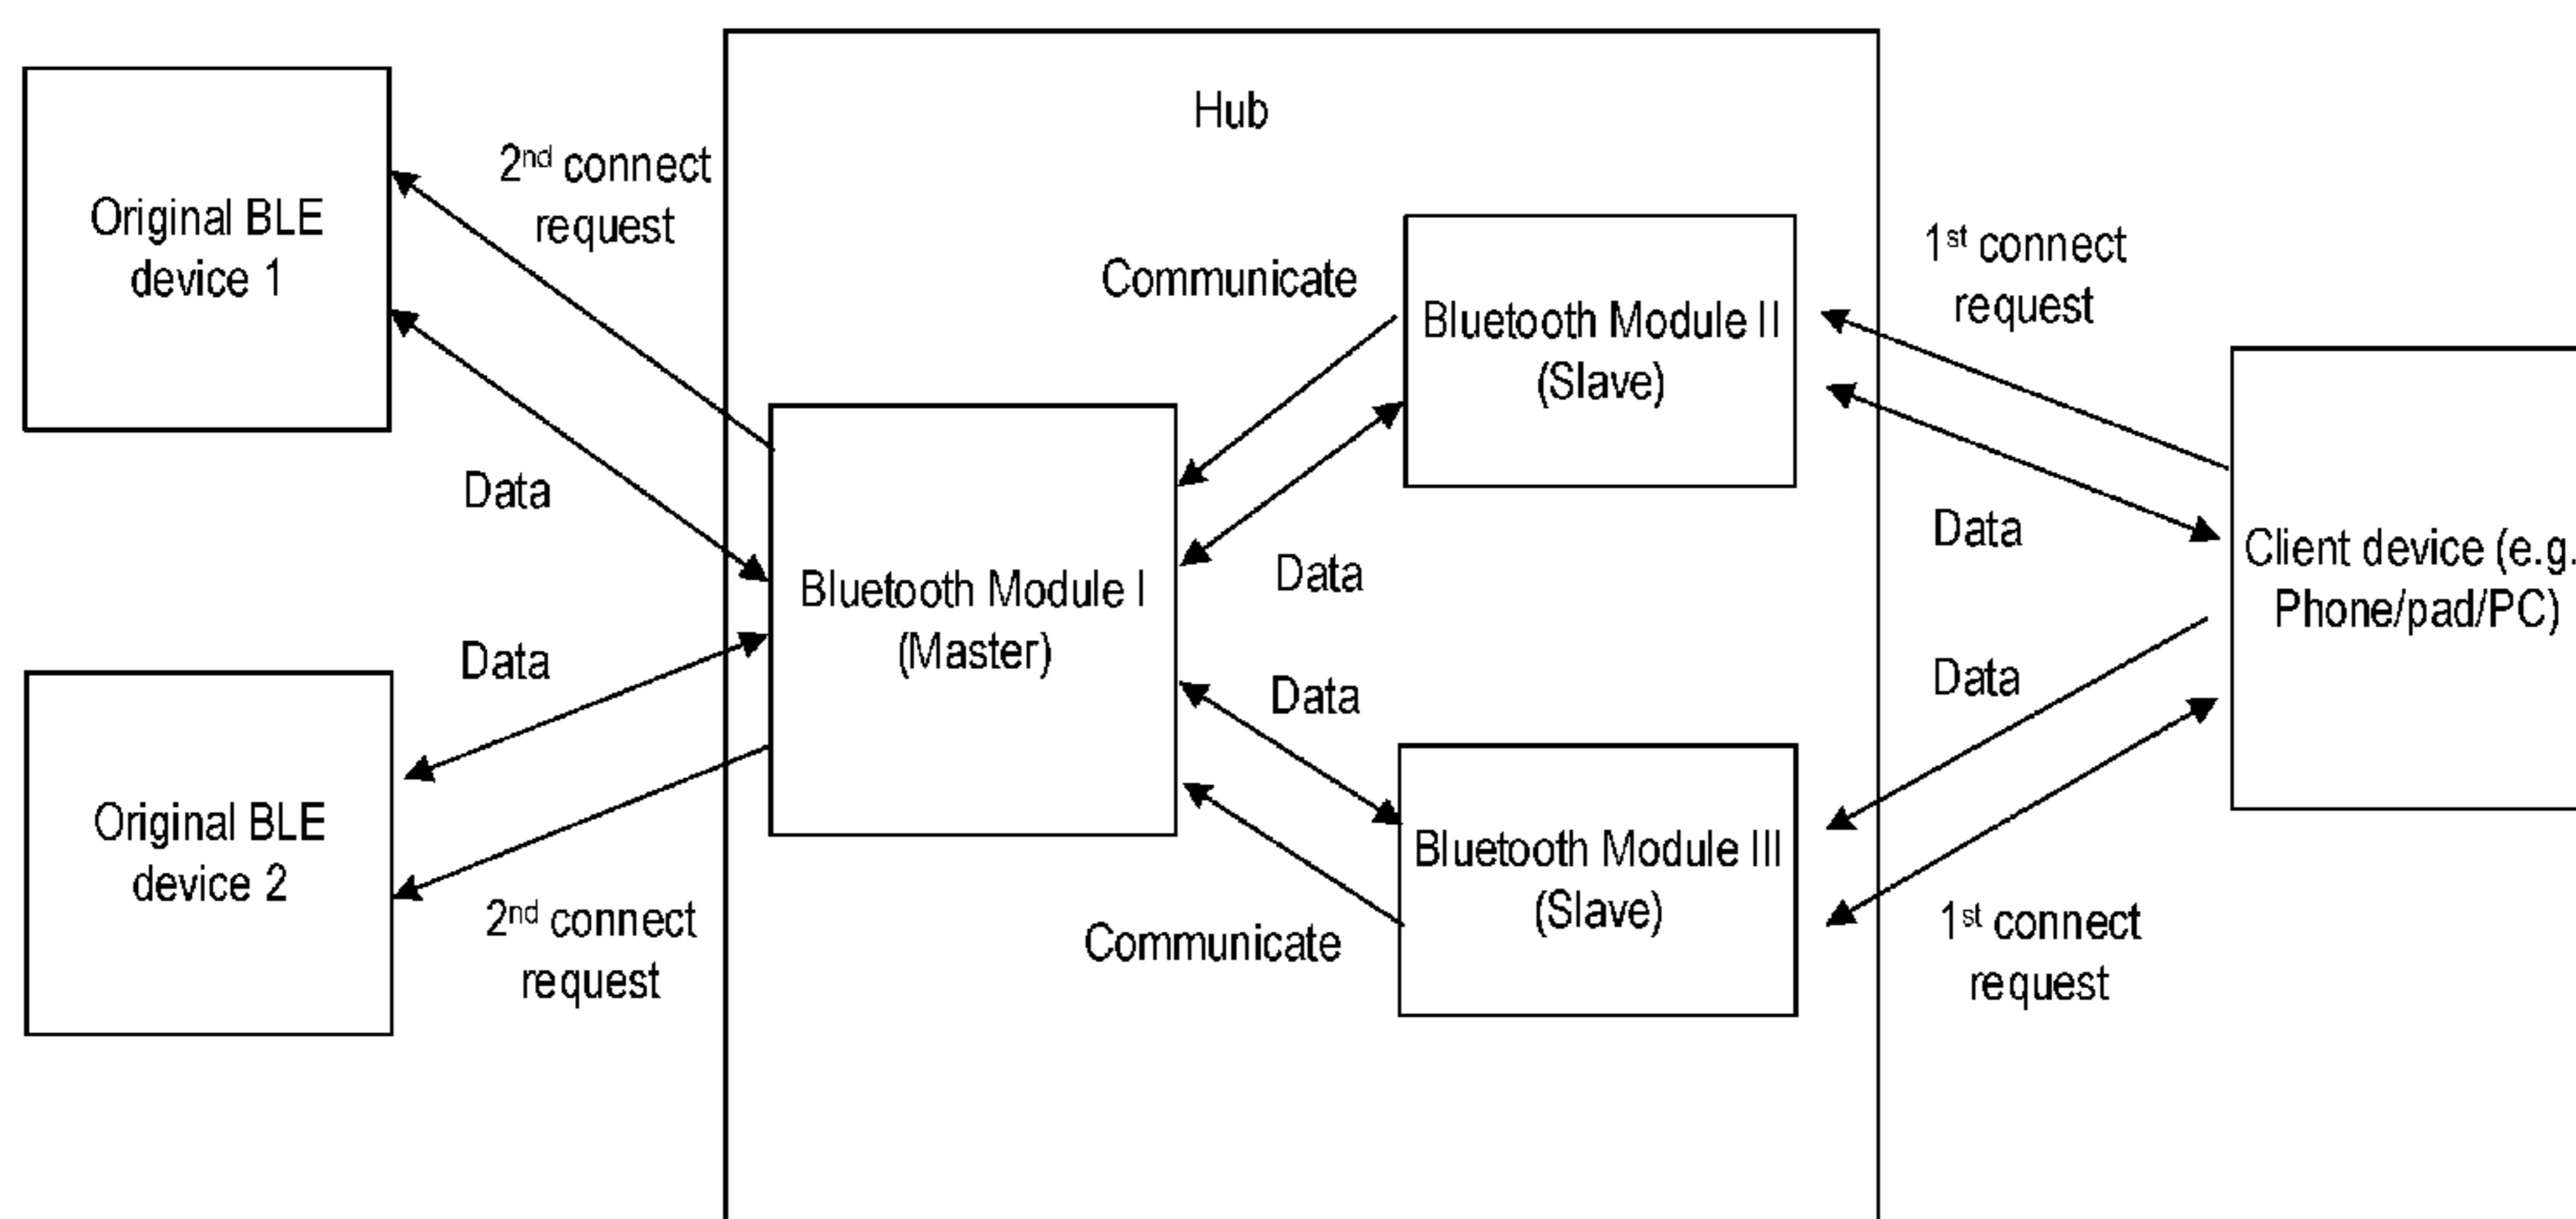 Hub
2nd connect
request
Original BLE
device 1
Communicate
Bluetooth Module II
(Slave)
1st connect
request
Data
Data
Data
Client device (e.g.
Phone/pad/PC)
Bluetooth Module I
(Master)
Data
Data
Data
Original BLE
device 2
2nd connect
request
Communicate
Bluetooth Module III
(Slave)
1st connect
request